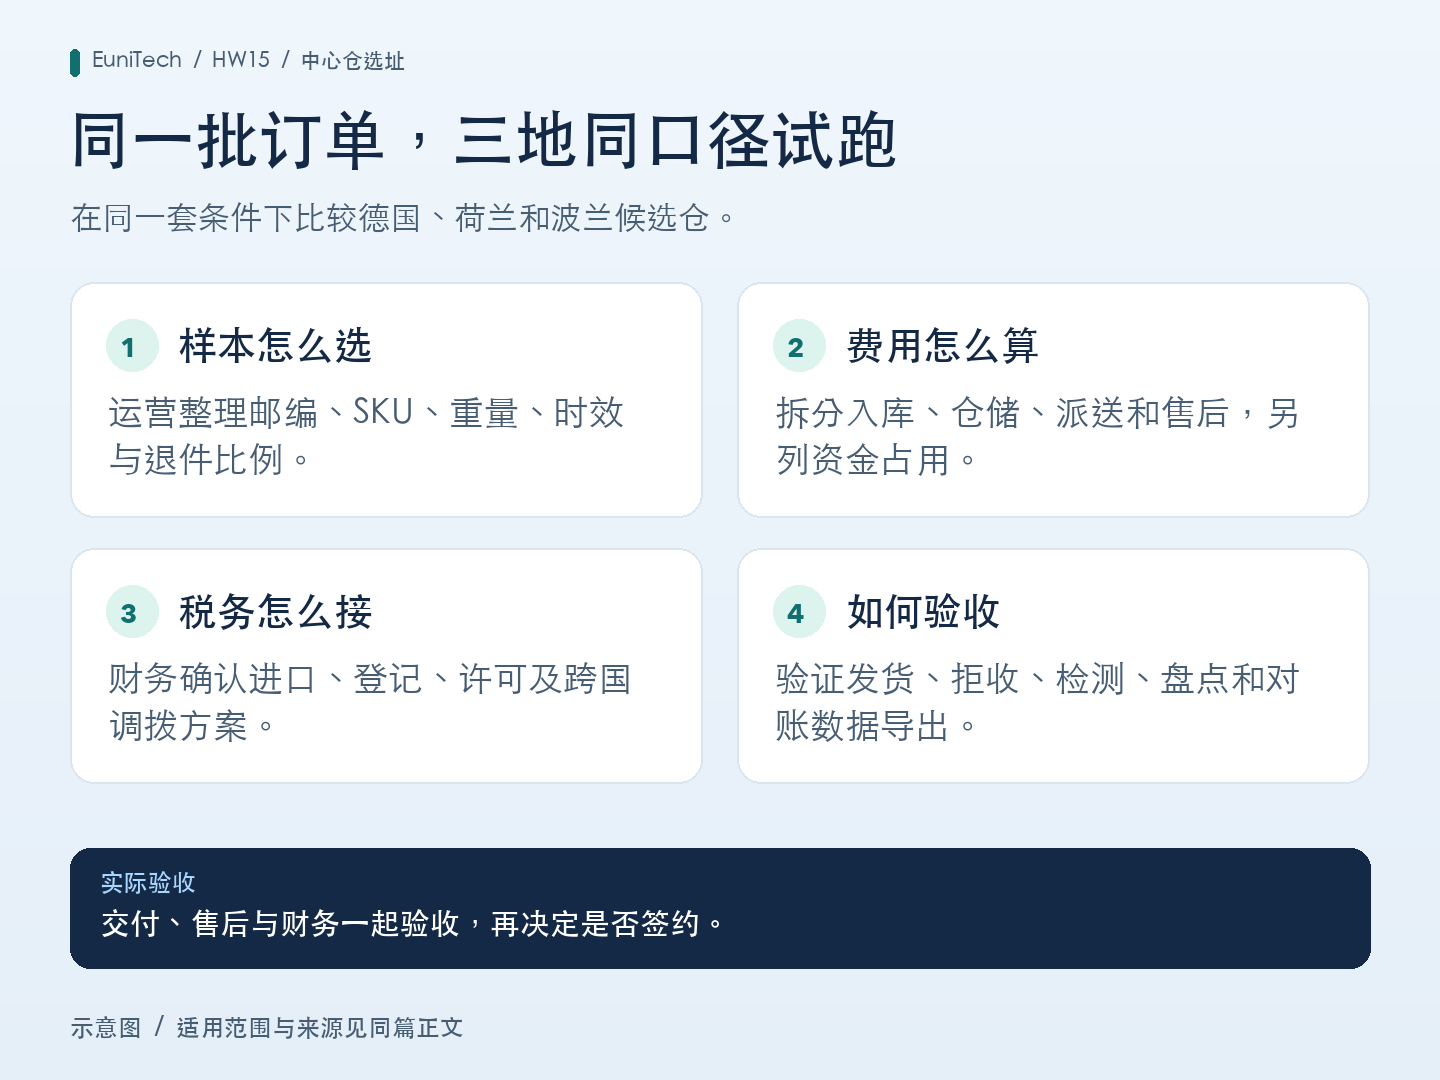 EuniTech / HW15 / 中心仓选址
同一批订单，三地同口径试跑
在同一套条件下比较德国、荷兰和波兰候选仓。
1 样本怎么选
运营整理邮编、SKU、重量、时效
与退件比例。
2 费用怎么算
拆分入库、仓储、派送和售后，另
列资金占用。
3 税务怎么接
财务确认进口、登记、许可及跨国
调拨方案。
4 如何验收
验证发货、拒收、检测、盘点和对
账数据导出。
实际验收
交付、售后与财务一起验收，再决定是否签约。
示意图 / 适用范围与来源见同篇正文